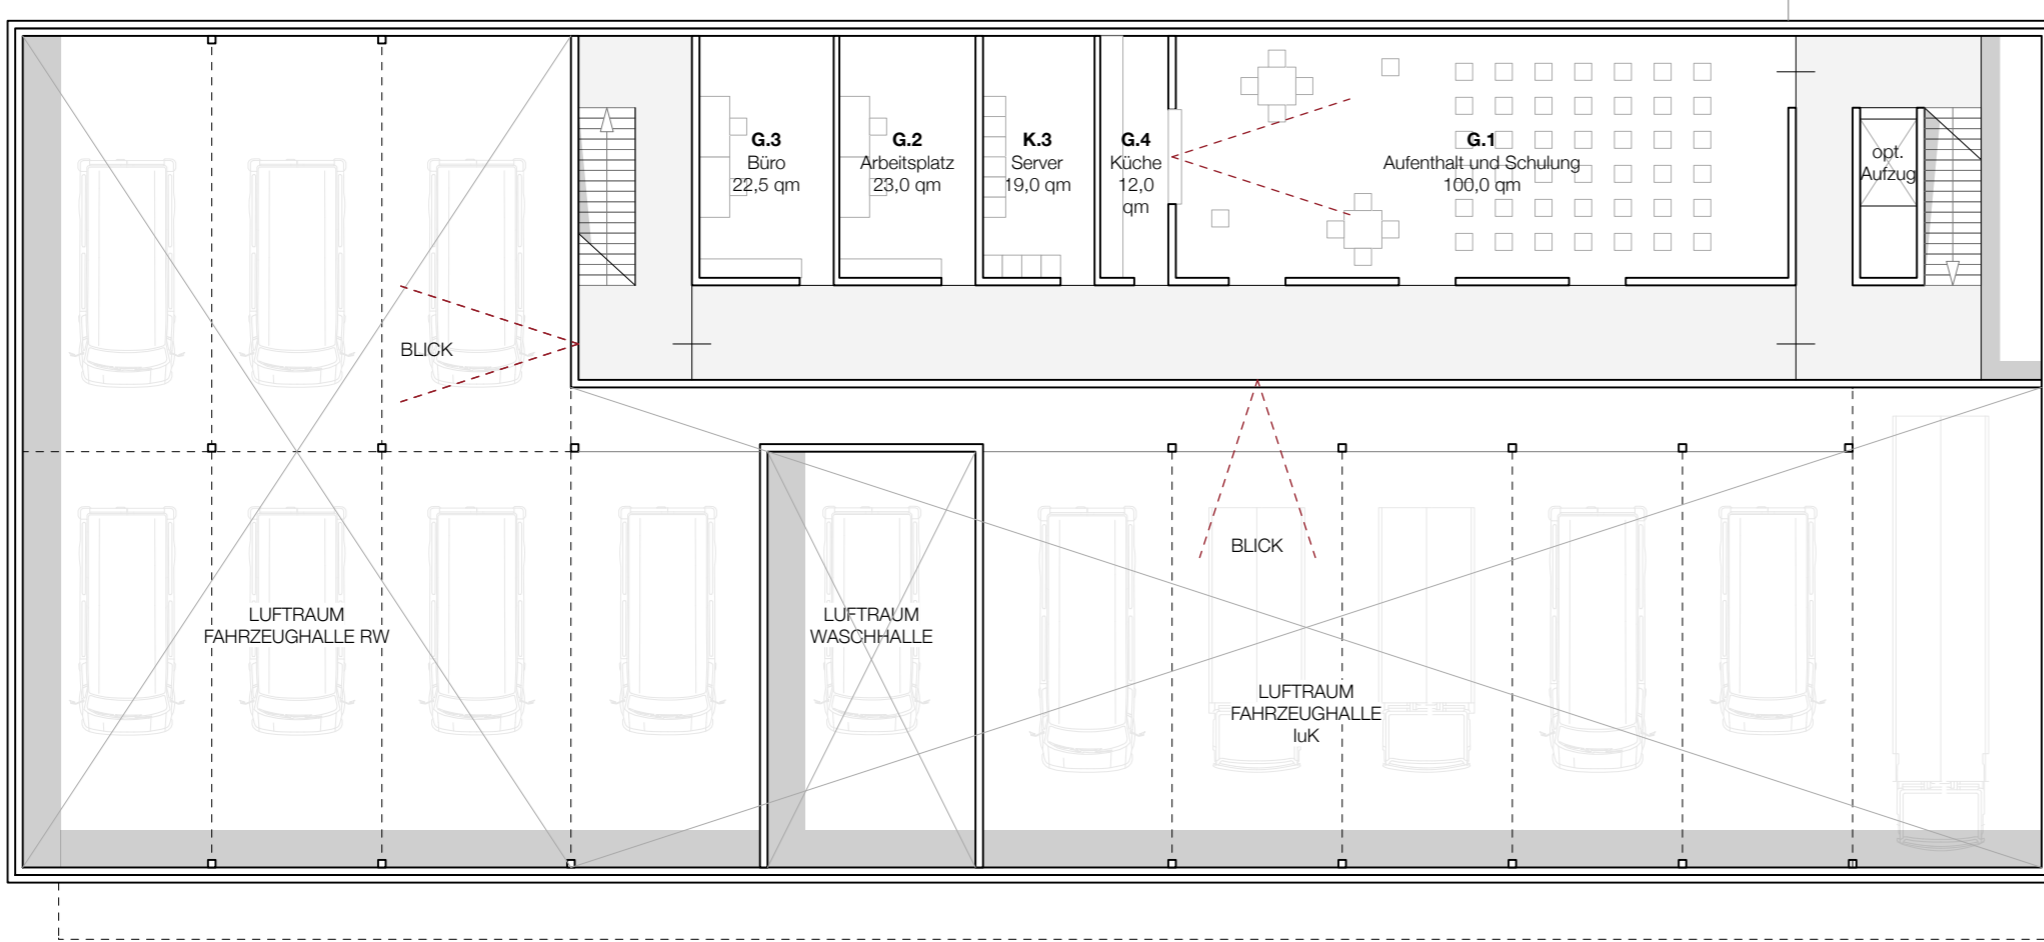 G.3
Büro
22,5 qm
G.2
Arbeitsplatz
23,0 qm
K.3
Server
19,0 qm
G.4
Küche
12,0
qm
G.1
Aufenthalt und Schulung
100,0 qm
opt.
Aufzug
BLICK
BLICK
LUFTRAUM
FAHRZEUGHALLE RW
LUFTRAUM
WASCHHALLE
LUFTRAUM
FAHRZEUGHALLE
IuK